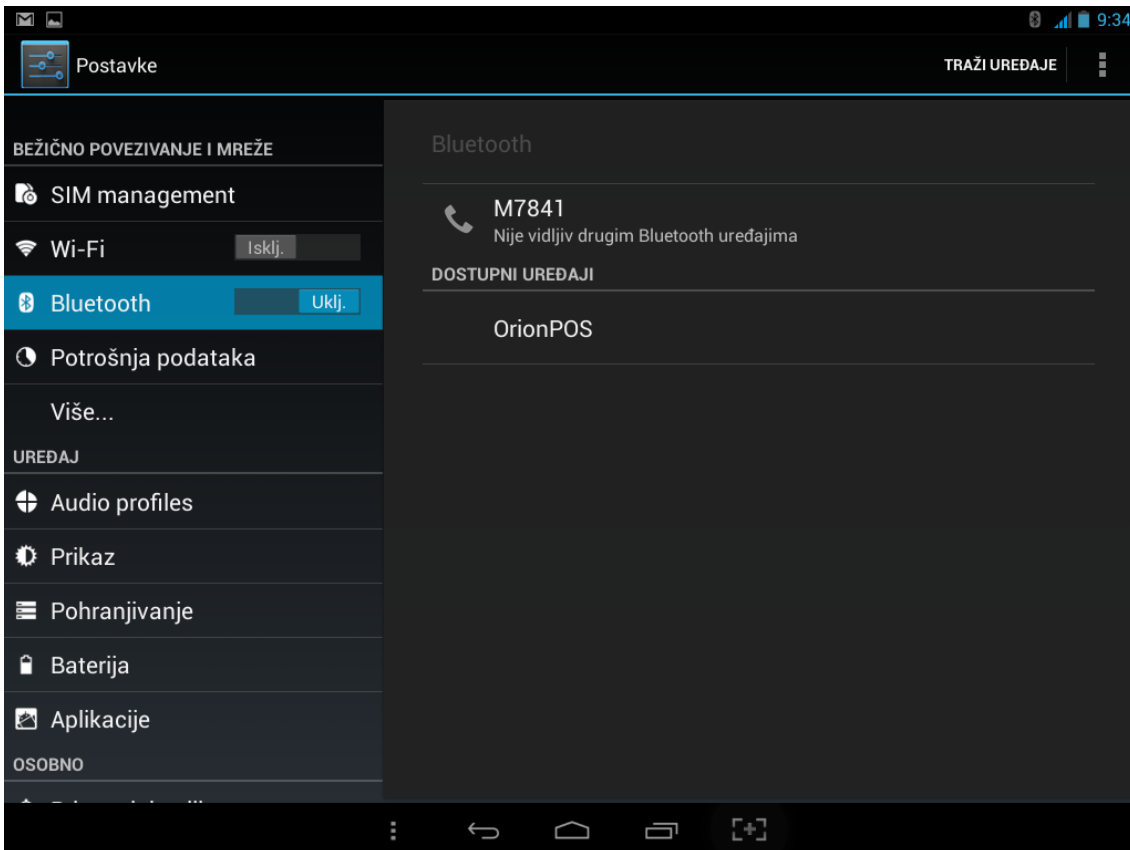 9:34
Postavke
TRAŽI UREĐAJE
BEŽIČNO POVEZIVANJE I MREŽE
SIM management
Wi-Fi
Isklj.
Bluetooth
Uklj.
Potrošnja podataka
Više...
UREĐAJ
Audio profiles
Prikaz
Pohranjivanje
Baterija
Aplikacije
OSOBNO
Bluetooth
M7841
Nije vidljiv drugim Bluetooth uređajima
DOSTUPNI UREĐAJI
OrionPOS